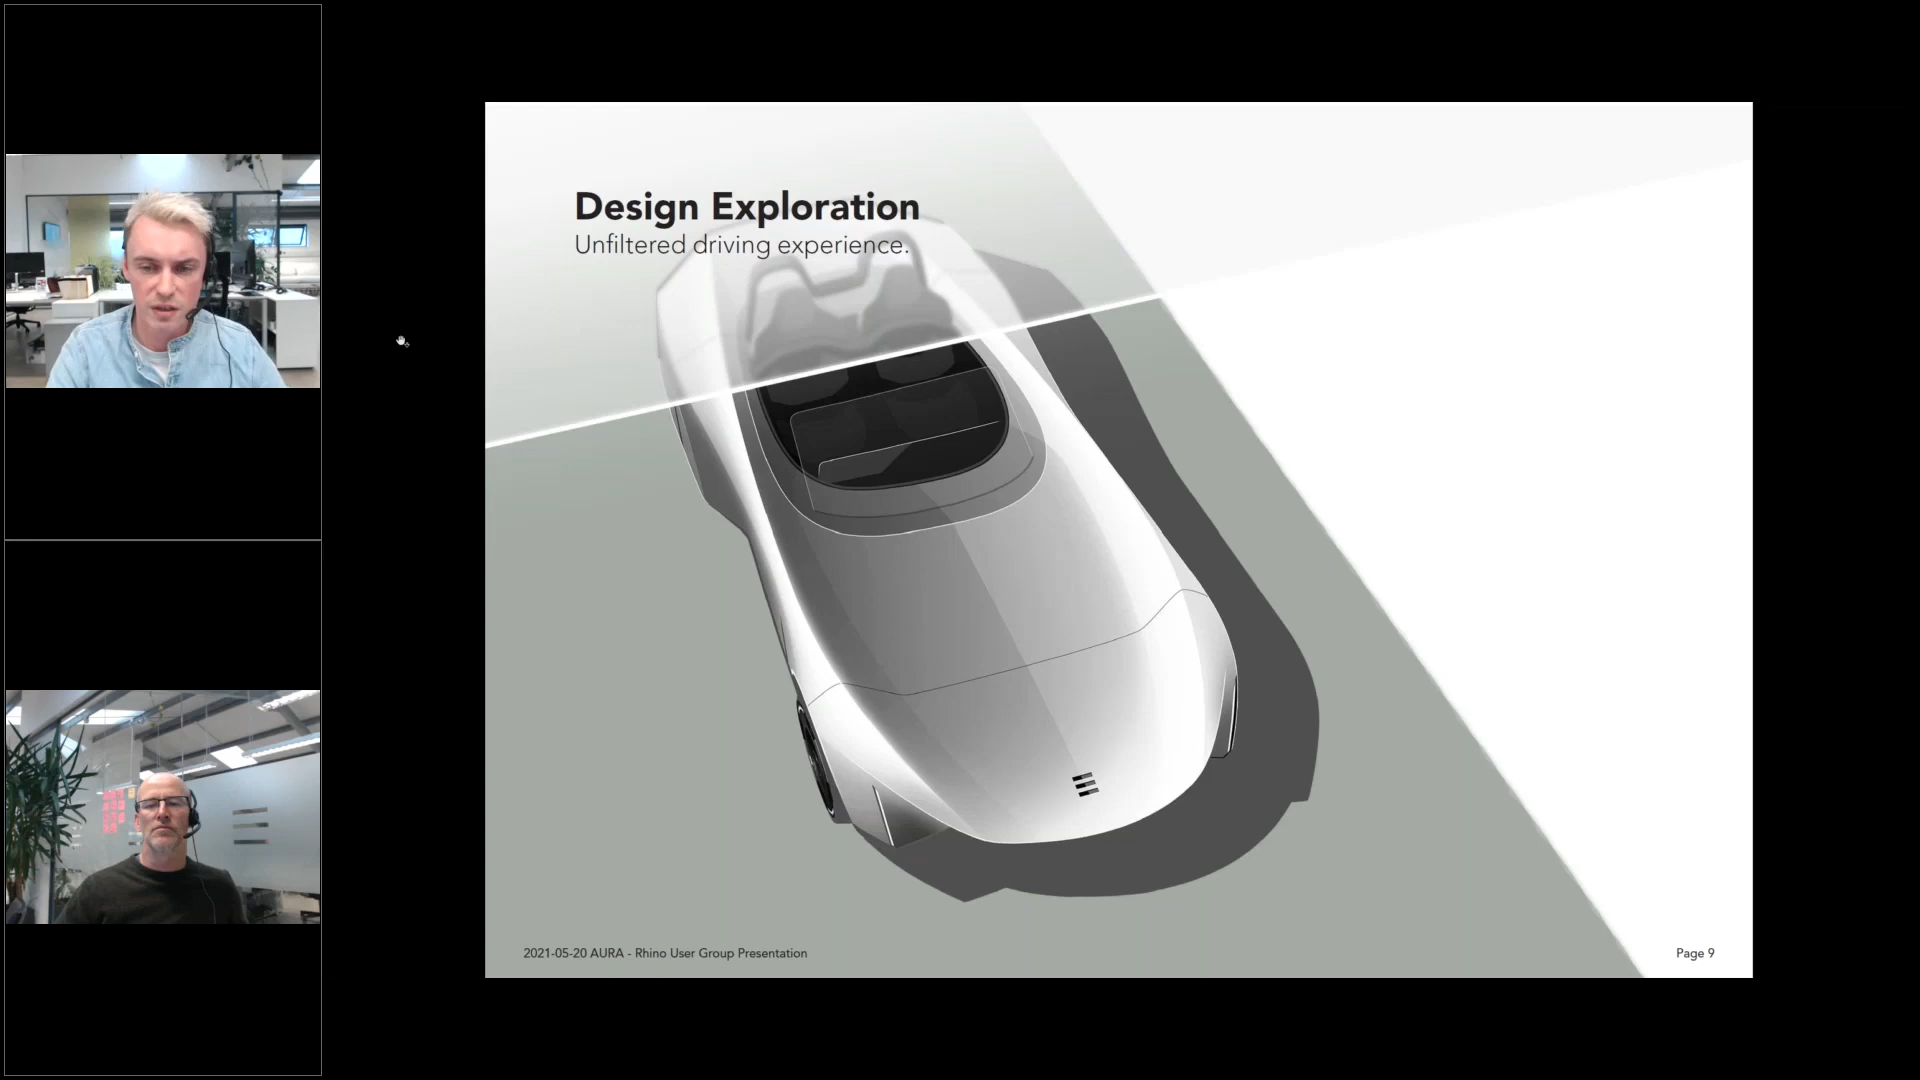 Design Exploration
Unfiltered driving experience.
2021-05-20 AURA - Rhino User Group Presentation
Page 9